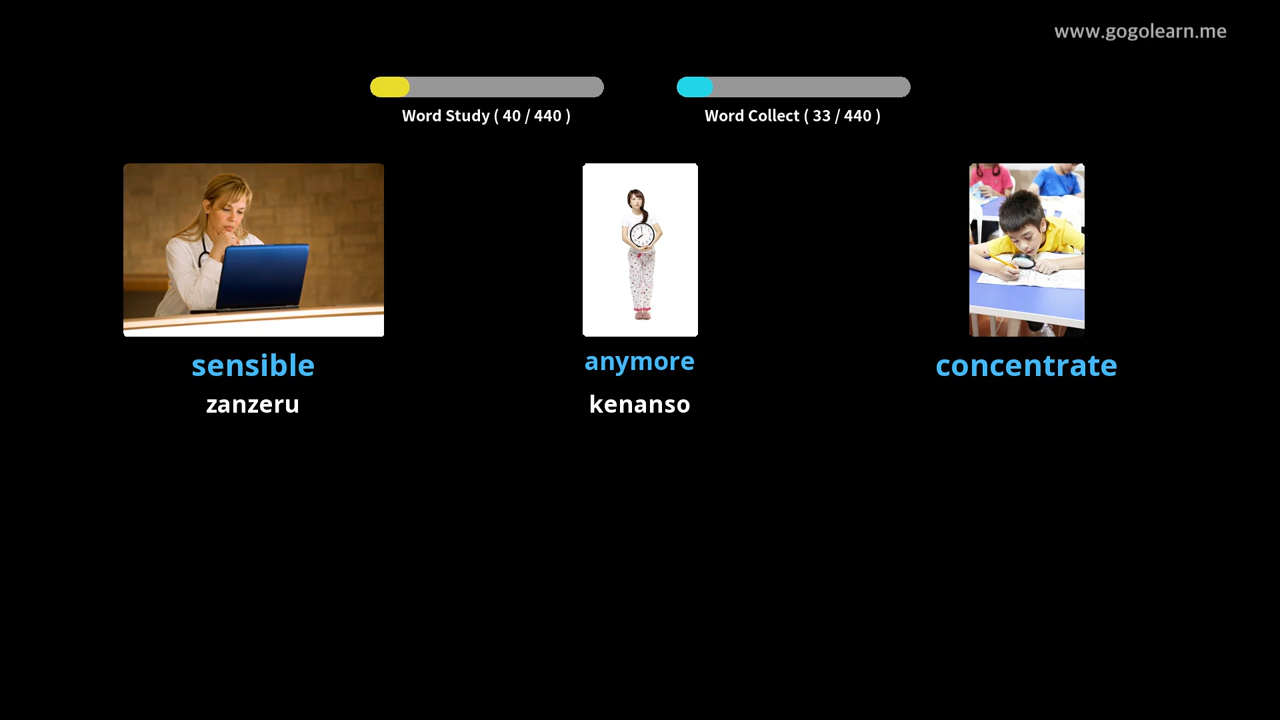 www.gogolearn.me
Word Study ( 40 / 440 )
Word Collect ( 33 / 440 )
sensible
zanzeru
anymore
kenanso
concentrate